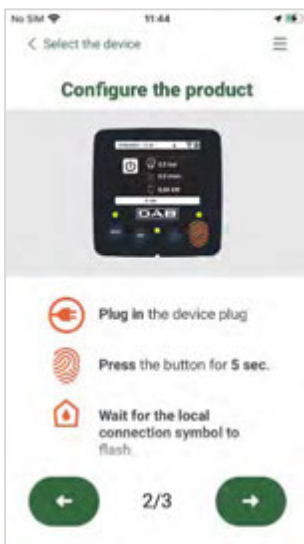 No SIM
11:44
Select the device
Configure the product
DAB
Plug in the device plug
Press the button for 5 sec.
Wait for the local
connection symbol to
flash.
2/3